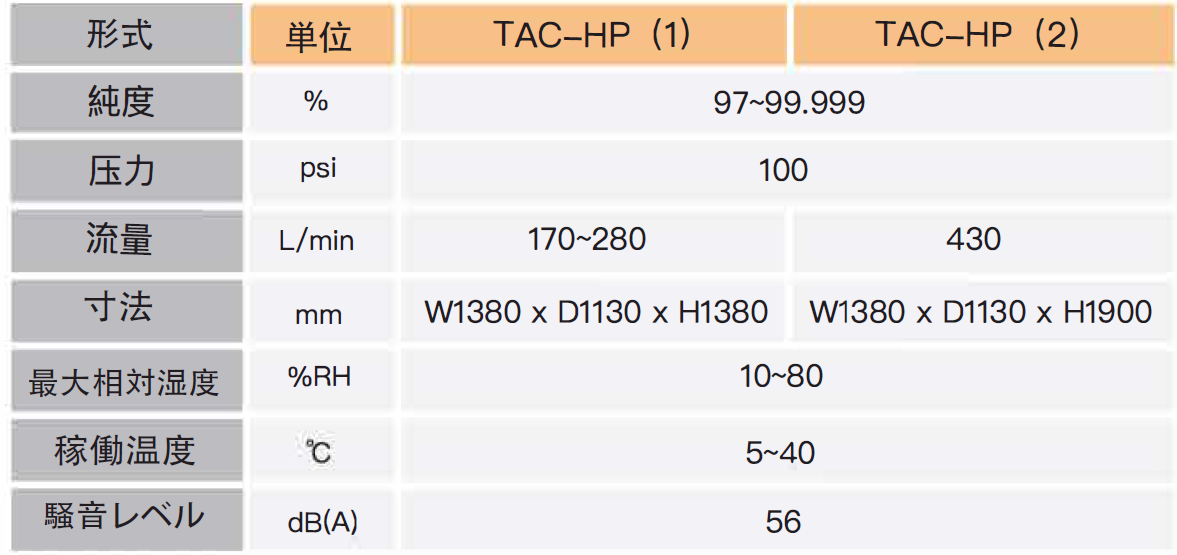 形式 単位 TAC-HP (1) TAC-HP (2)
純度 % 97~99.999
压力 psi 100
流量 L/min 170~280 430
寸法 mm W1380 x D1130 x H1380 W1380 x D1130 x H1900
最大相対湿度 %RH 10~80
稼働温度 ℃ 5~40
騒音レベル dB(A) 56